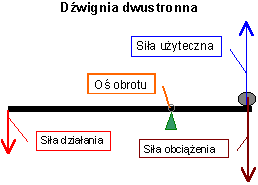 Dźwignia dwustronna
Siła użyteczna
Oś obrotu
Siła działania
Siła obciążenia